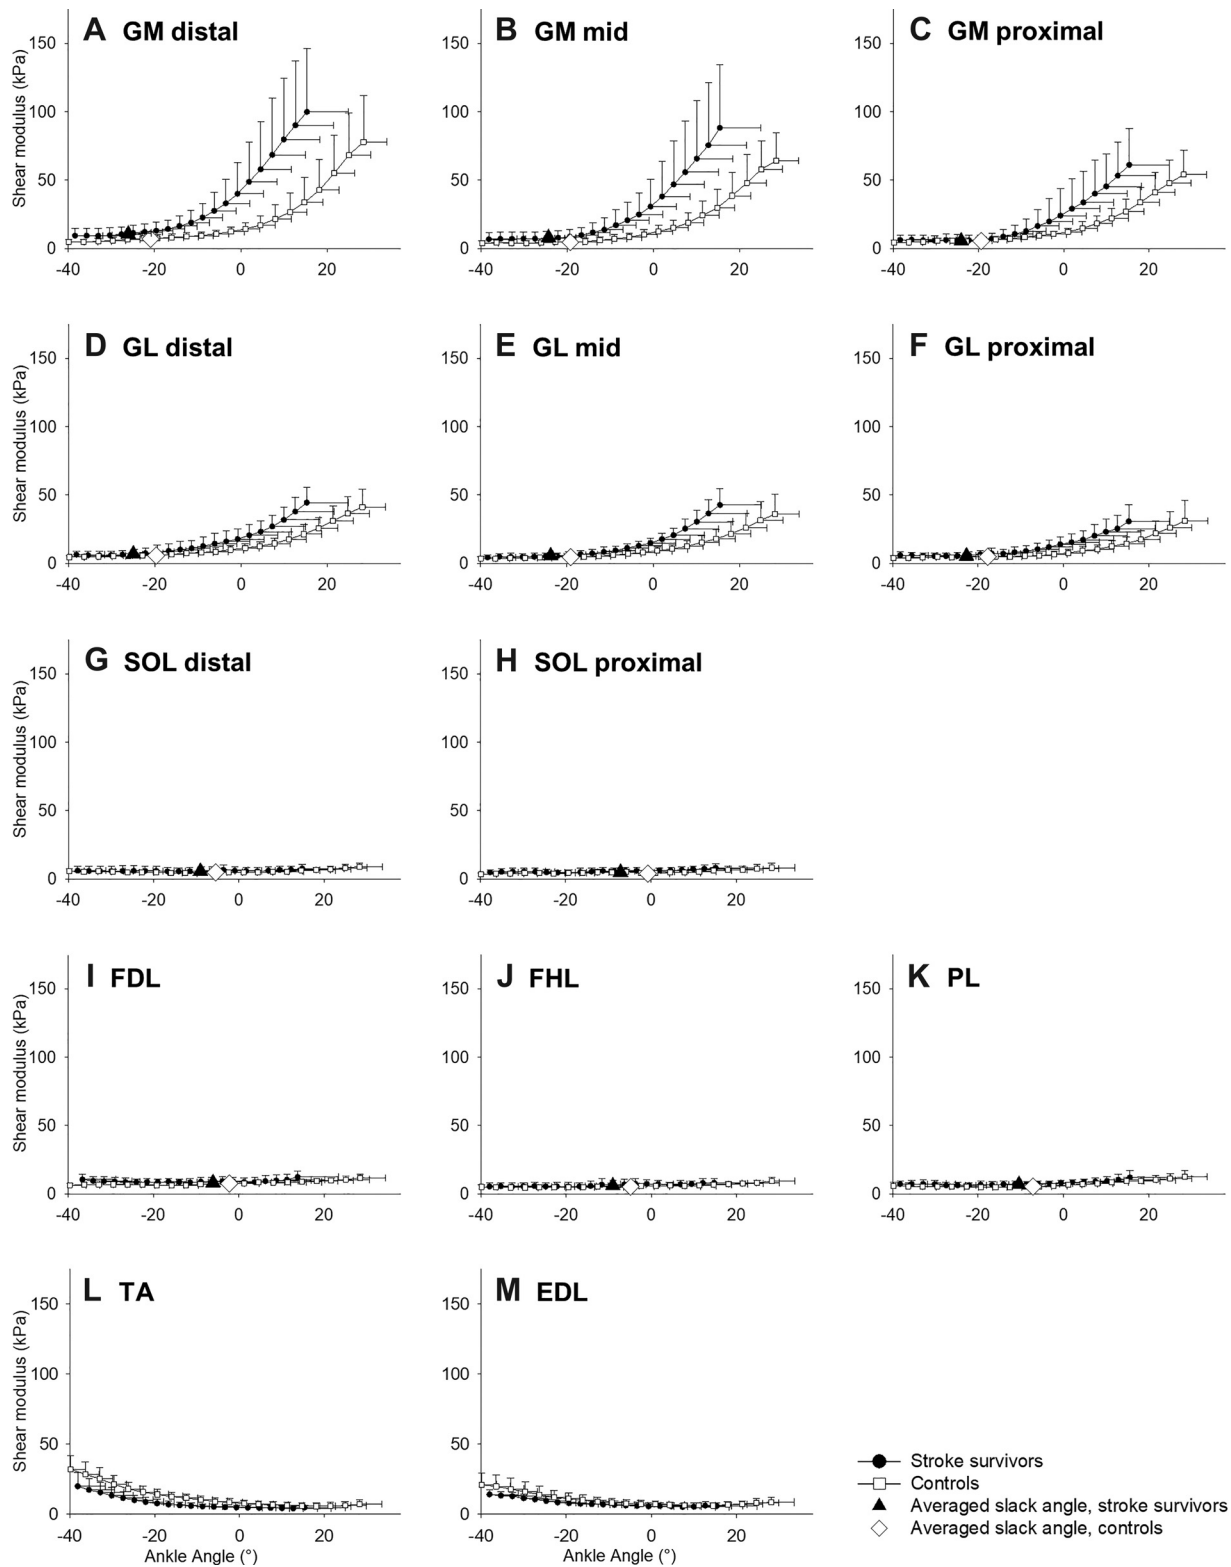 A GM distal
B GM mid
C GM proximal
Shear modulus (kPa)
150
100
50
0
-40 -20 0 20
150
100
50
0
-40 -20 0 20
150
100
50
0
-40 -20 0 20
D GL distal
E GL mid
F GL proximal
Shear modulus (kPa)
150
100
50
0
-40 -20 0 20
150
100
50
0
-40 -20 0 20
150
100
50
0
-40 -20 0 20
G SOL distal
H SOL proximal
Shear modulus (kPa)
150
100
50
0
-40 -20 0 20
150
100
50
0
-40 -20 0 20
I FDL
J FHL
K PL
Shear modulus (kPa)
150
100
50
0
-40 -20 0 20
150
100
50
0
-40 -20 0 20
150
100
50
0
-40 -20 0 20
L TA
M EDL
Shear modulus (kPa)
150
100
50
0
-40 -20 0 20
Ankle Angle (°)
150
100
50
0
-40 -20 0 20
Ankle Angle (°)
Stroke survivors
Controls
Averaged slack angle, stroke survivors
Averaged slack angle, controls